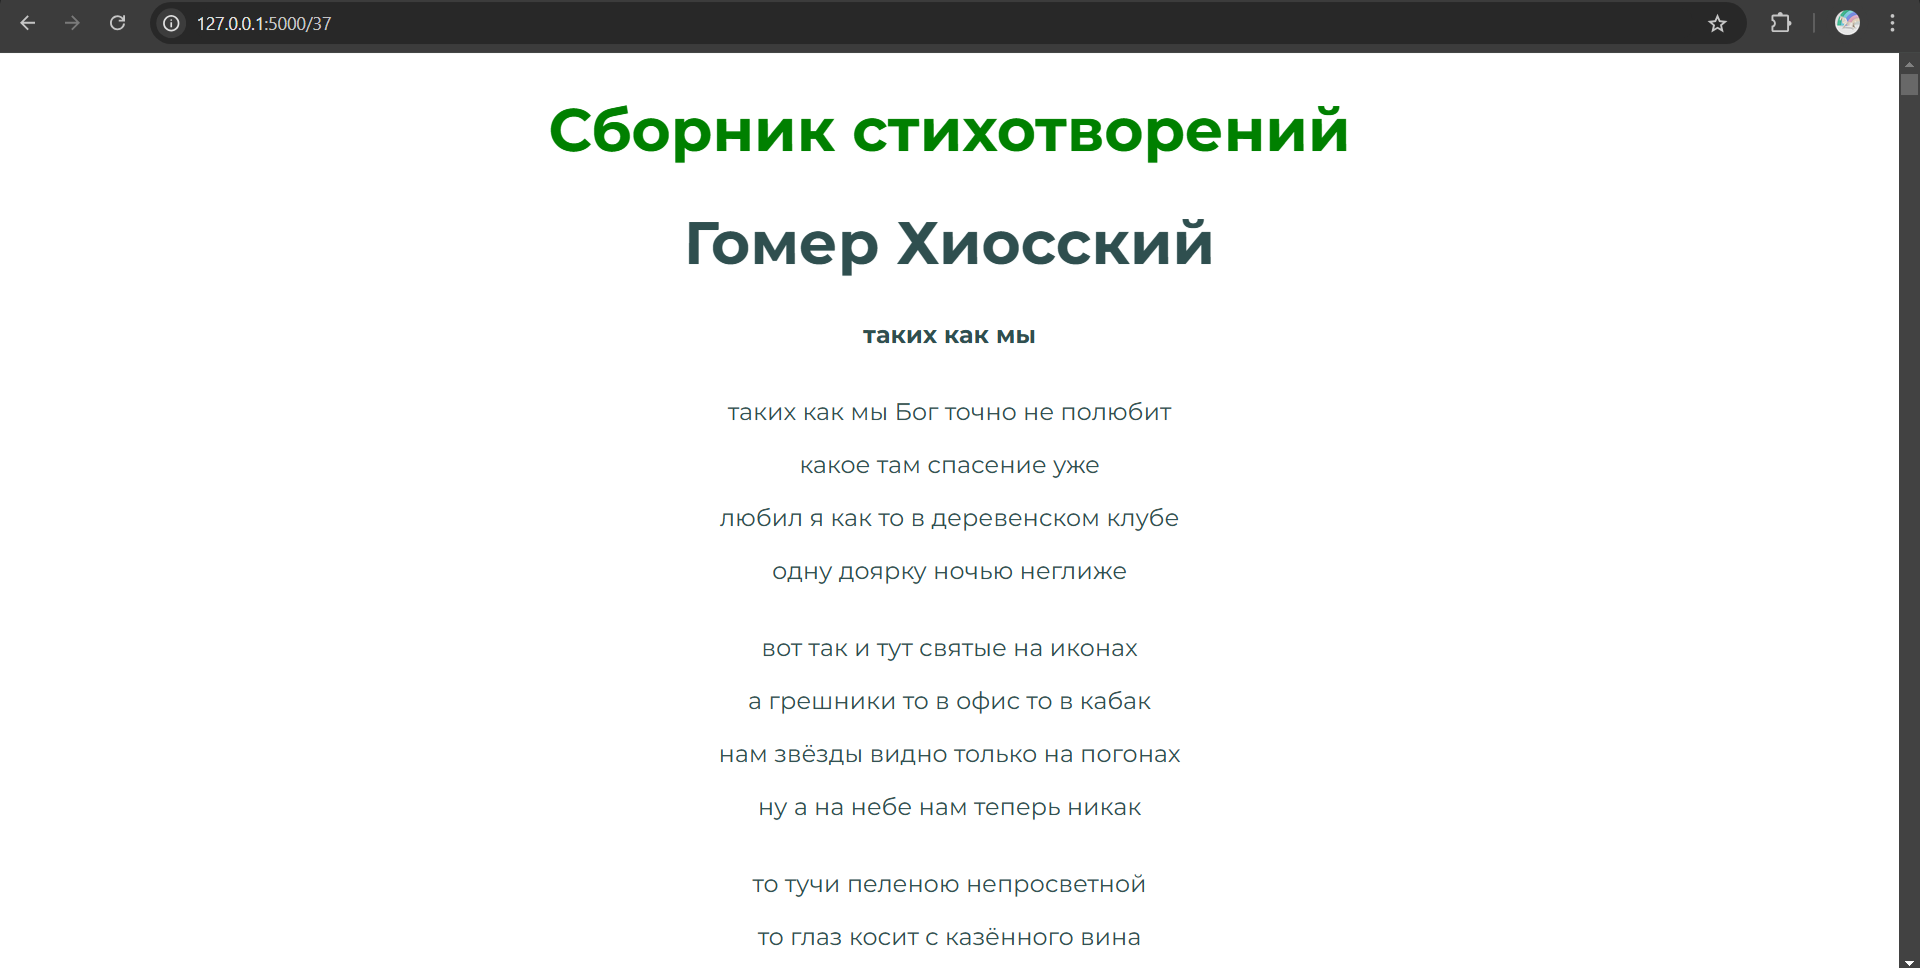 127.0.0.1:5000/37
Сборник стихотворений
Гомер Хиосский
таких как мы
таких как мы Бог точно не полюбит
какое там спасение уже
любил я как то в деревенском клубе
одну доярку ночью неглиже
вот так и тут святые на иконах
а грешники то в офис то в кабак
нам звёзды видно только на погонах
ну а на небе нам теперь никак
то тучи пеленою непросветной
то глаз косит с казённого вина